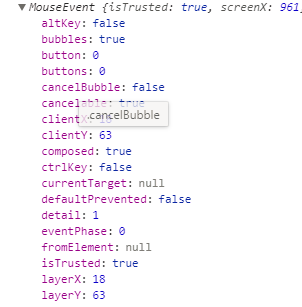 ▼ MouseEvent {isTrusted: true, screenX: 961,
altKey: false
bubbles: true
button: 0
buttons: 0
cancelBubble: false
cancelable: true
cancelBubble
clientX: 18
clientY: 63
composed: true
ctrlKey: false
currentTarget: null
defaultPrevented: false
detail: 1
eventPhase: 0
fromElement: null
isTrusted: true
layerX: 18
layerY: 63